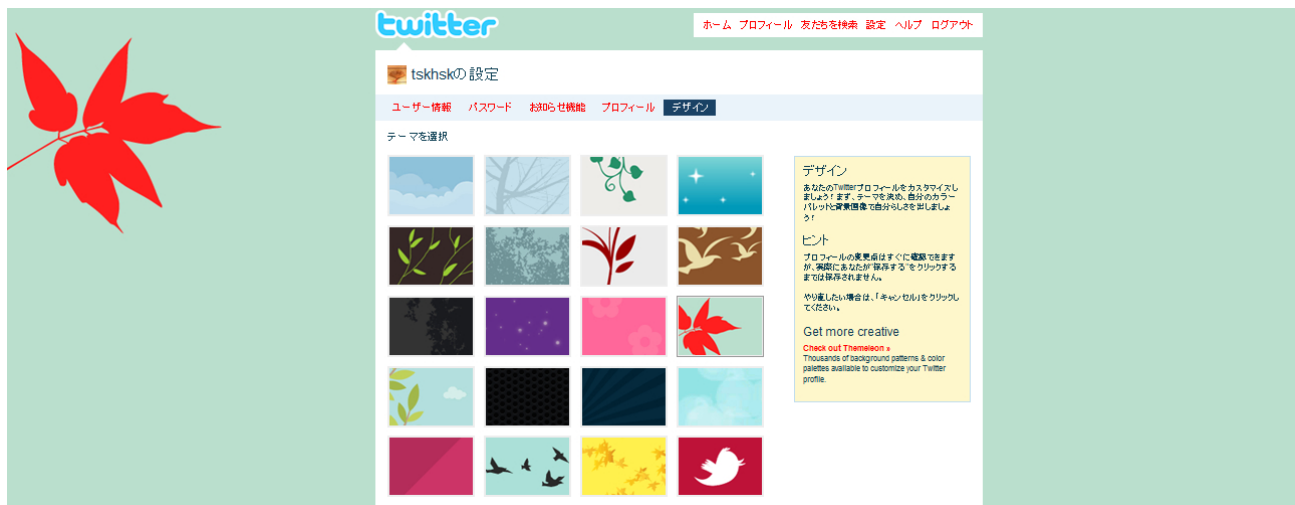 twitter
ホーム プロフィール 友だちを検索 設定 ヘルプ ログアウト
tskhskの設定
ユーザー情報 パスワード お知らせ機能 プロフィール デザイン
テーマを選択
デザイン
あなたのTwitterプロフィールをカスタマイズし
ましょう！まず、テーマを決め、自分のカラー
パレットと背景画像で自分らしさを出しましょ
う！
ヒント
プロフィールの変更点はすぐに確認できます
が、実際にあなたが"保存する"をクリックする
までは保存されません。
やり直したい場合は、「キャンセル」をクリックし
てください。
Get more creative
Check out Themeleon »
Thousands of background patterns & color
palettes available to customize your Twitter
profile.